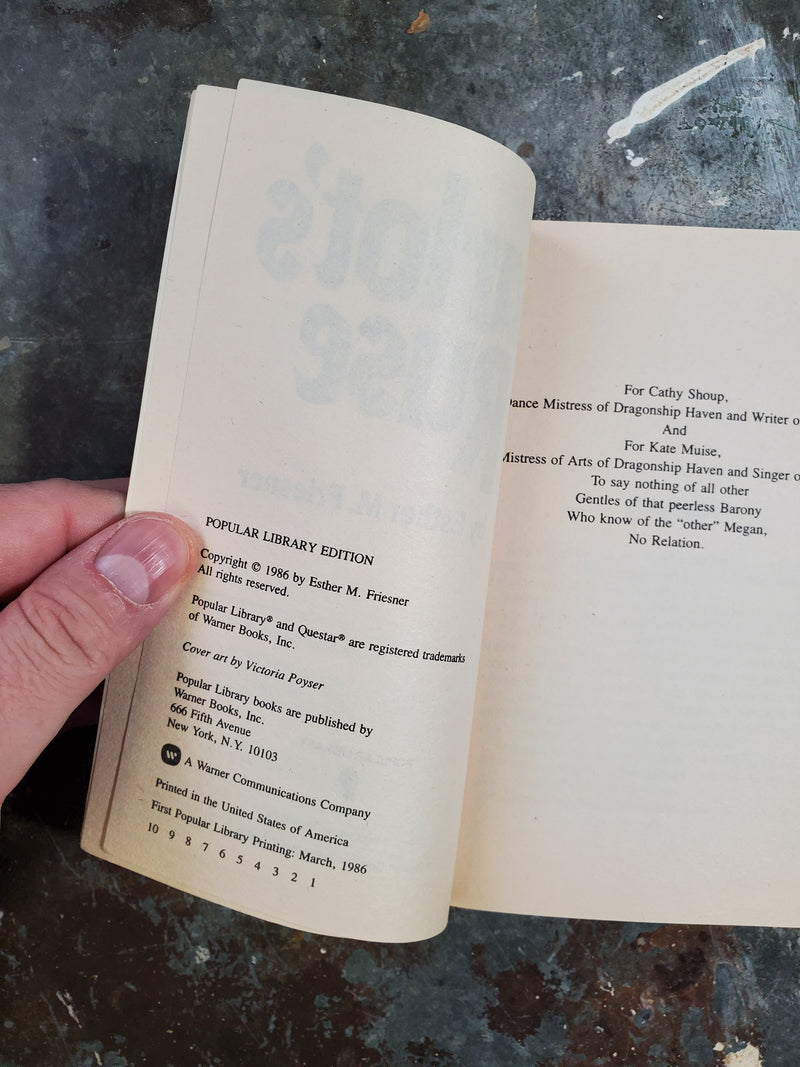 POPULAR LIBRARY EDITION
Copyright © 1986 by Esther M. Friesner
All rights reserved.
Popular Library® and Questar® are registered trademarks
of Warner Books, Inc.
Cover art by Victoria Poyser
Popular Library books are published by
Warner Books, Inc.
666 Fifth Avenue
New York, N.Y. 10103
W A Warner Communications Company
Printed in the United States of America
First Popular Library Printing: March, 1986
10 9 8 7 6 5 4 3 2 1
For Cathy Shoup,
Dance Mistress of Dragonship Haven and Writer o
And
For Kate Muise,
Mistress of Arts of Dragonship Haven and Singer o
To say nothing of all other
Gentles of that peerless Barony
Who know of the “other” Megan,
No Relation.